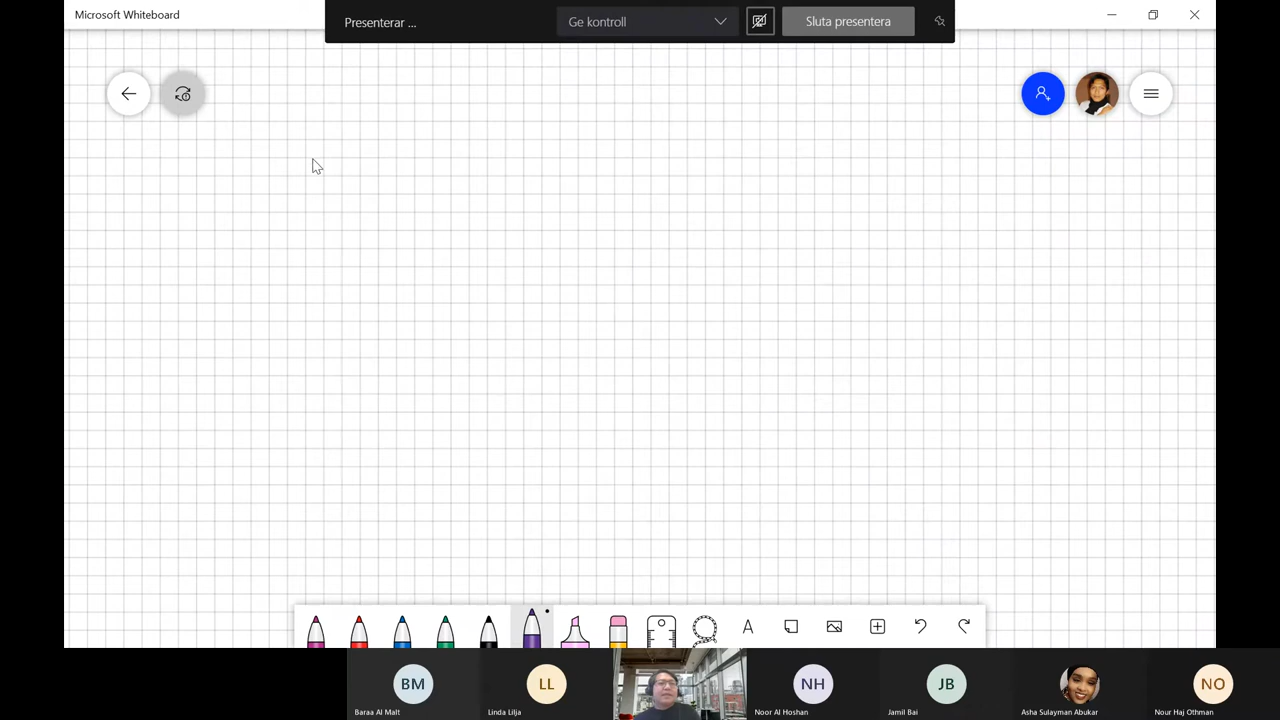 Microsoft Whiteboard
Presenterar ...
Ge kontroll
Sluta presentera
A
BM
LL
NH
JB
NO
Baraa Al Malt
Linda Lilja
Noor Al Hoshan
Jamil Bai
Asha Sulayman Abukar
Nour Haj Othman